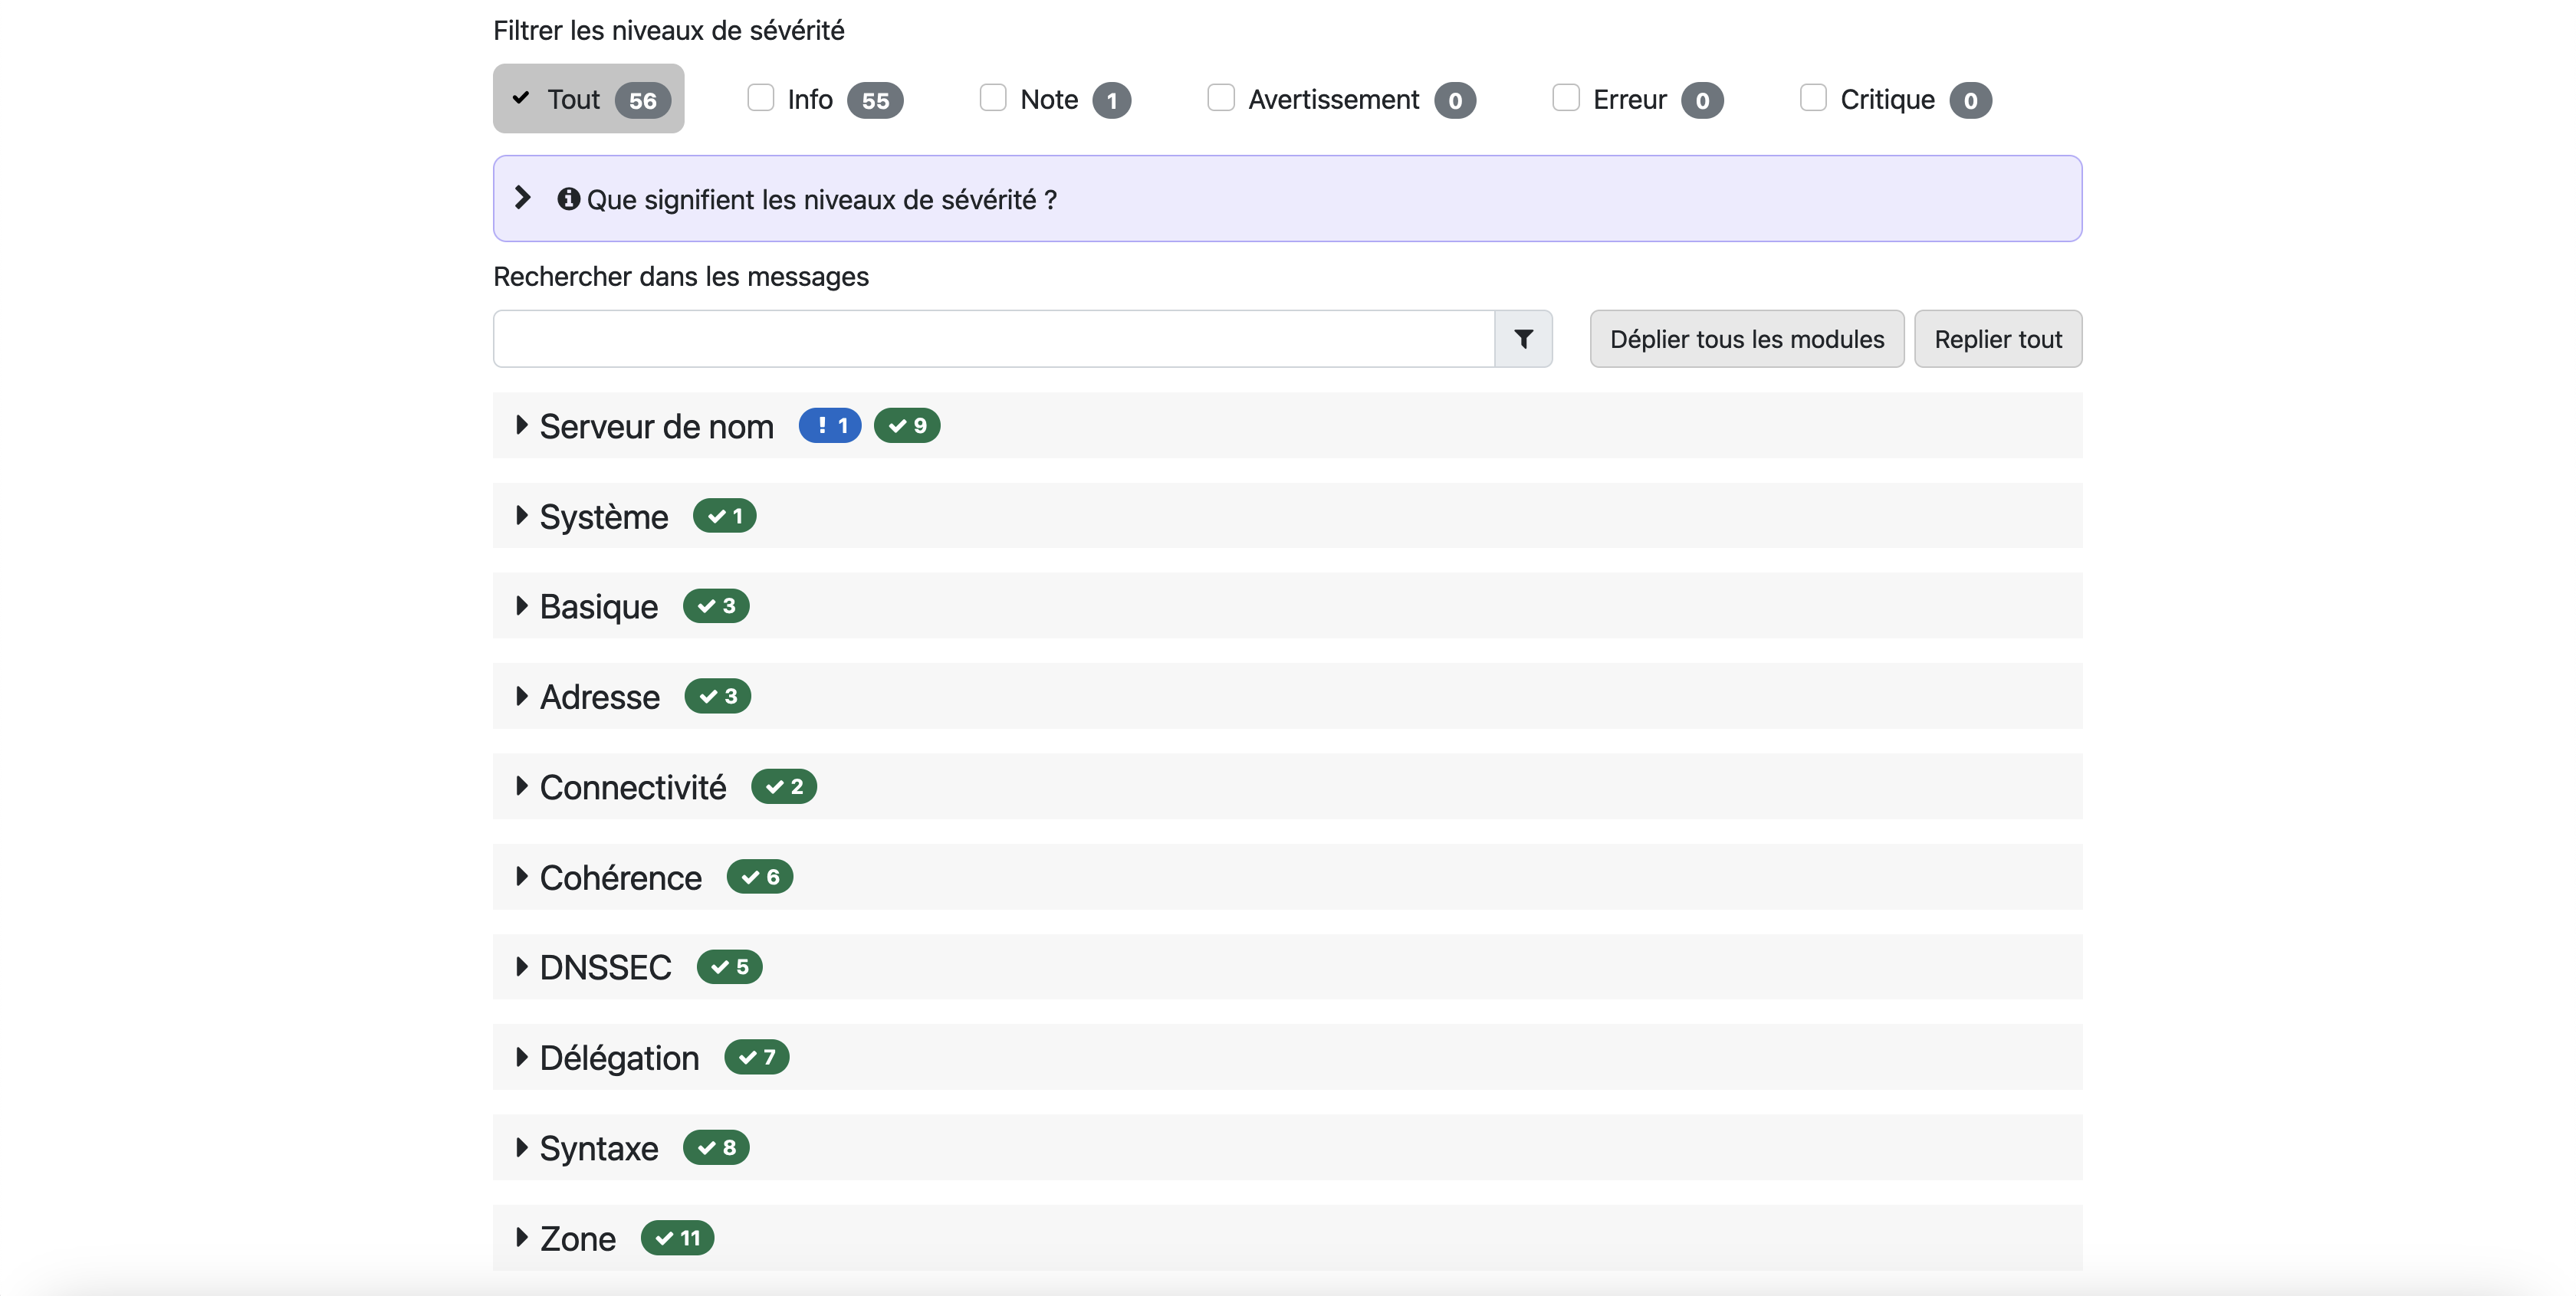 Filtrer les niveaux de sévérité
Tout 56 Info 55 Note 1 Avertissement 0 Erreur 0 Critique 0
Que signifient les niveaux de sévérité ?
Rechercher dans les messages
Déplier tous les modules Replier tout
Serveur de nom ! 1 9
Système 1
Basique 3
Adresse 3
Connectivité 2
Cohérence 6
DNSSEC 5
Délégation 7
Syntaxe 8
Zone 11